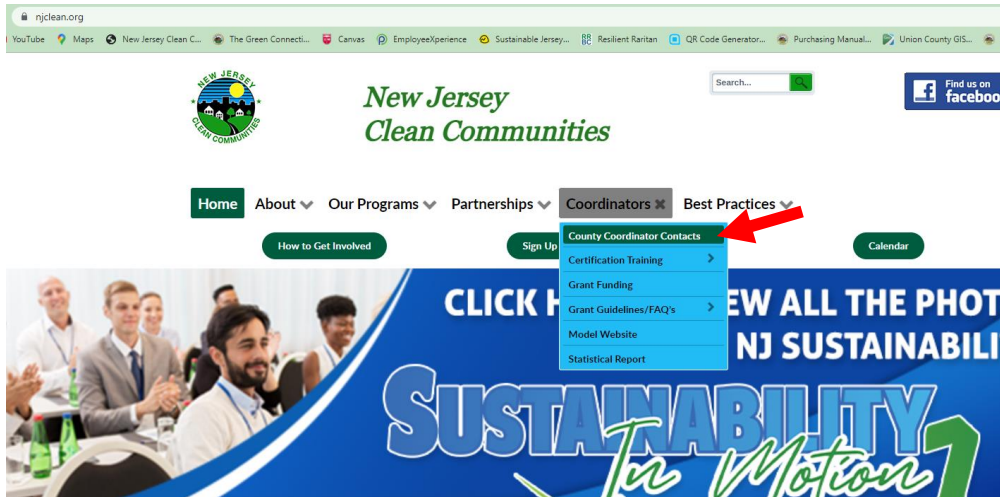 njclean.org
YouTube Maps New Jersey Clean C... The Green Connecti... Canvas EmployeeXperience Sustainable Jersey... Resilient Raritan QR Code Generator... Purchasing Manual... Union County GIS...
NEW JERSEY
CLEAN COMMUNITIES
New Jersey
Clean Communities
Search...
Find us on
faceboo
Home About Our Programs Partnerships Coordinators Best Practices
How to Get Involved Sign Up Calendar
County Coordinator Contacts
Certification Training
Grant Funding
Grant Guidelines/FAQ's
Model Website
Statistical Report
CLICK H EW ALL THE PHOT
NJ SUSTAINABILI
SUSTAINABILITY
In Motion